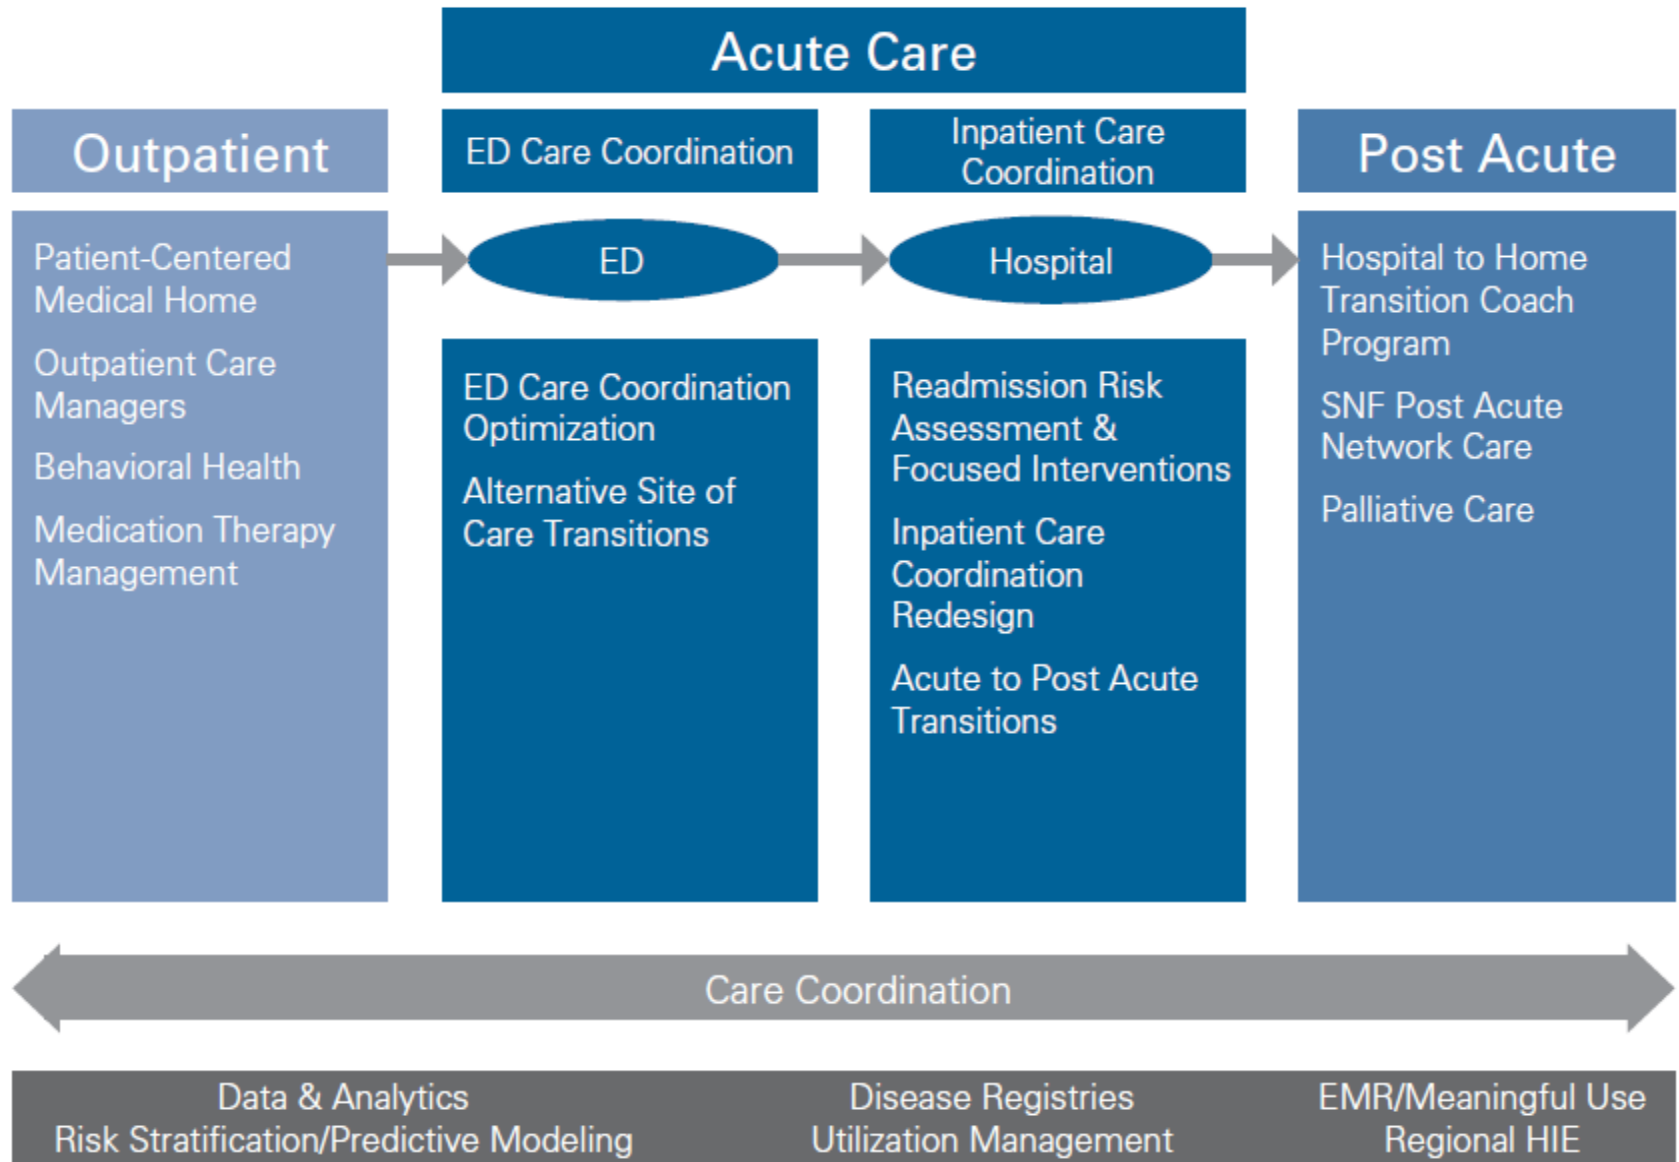 Acute Care
Outpatient
ED Care Coordination
Inpatient Care
Coordination
Post Acute
Patient-Centered
Medical Home
Outpatient Care
Managers
Behavioral Health
Medication Therapy
Management
ED
ED Care Coordination
Optimization
Alternative Site of
Care Transitions
Hospital
Readmission Risk
Assessment &
Focused Interventions
Inpatient Care
Coordination
Redesign
Acute to Post Acute
Transitions
Hospital to Home
Transition Coach
Program
SNF Post Acute
Network Care
Palliative Care
Care Coordination
Data & Analytics
Risk Stratification/Predictive Modeling
Disease Registries
Utilization Management
EMR/Meaningful Use
Regional HIE